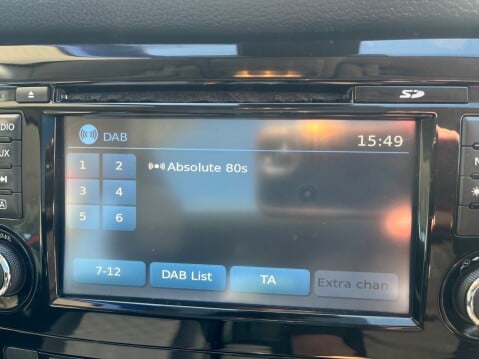 SD
DAB
15:49
1 2
Absolute 80s
3 4
5 6
7-12
DAB List
TA
Extra chan